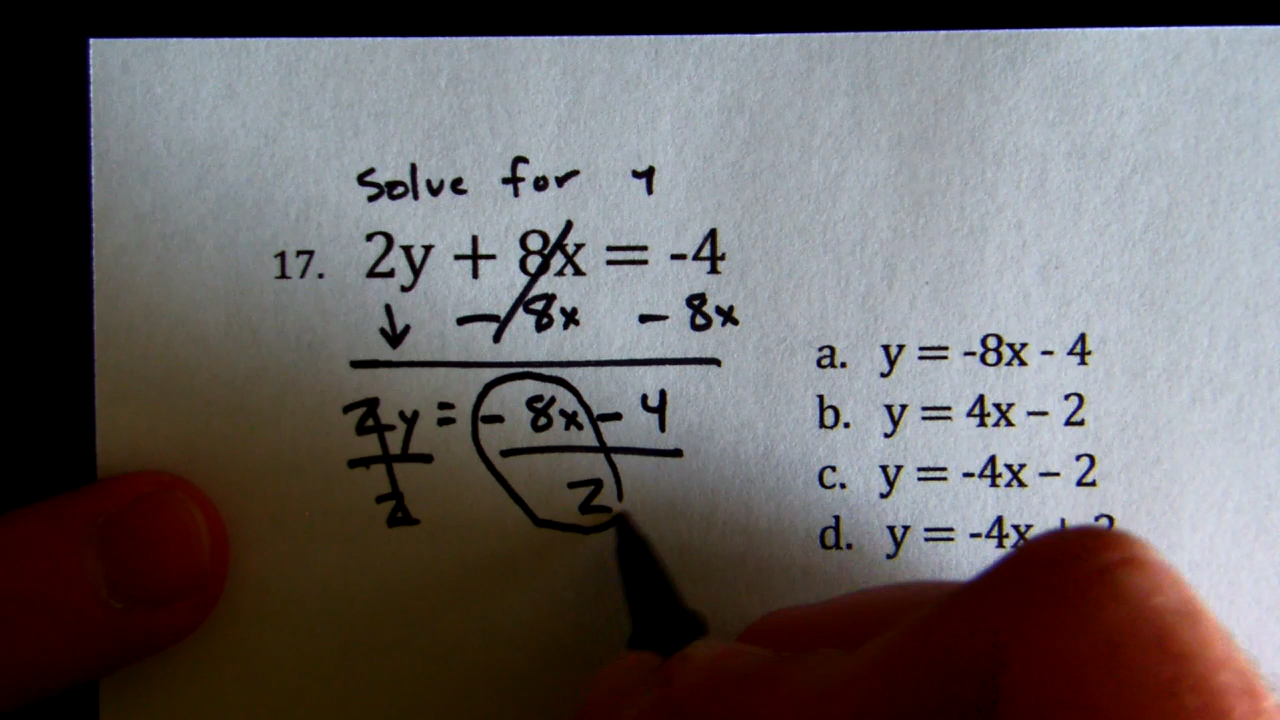 Solve for y
17. 2y + 8x = -4
- 8x - 8x
2y = - 8x - 4
2 2
a. y = -8x - 4
b. y = 4x – 2
c. y = -4x – 2
d. y = -4x + 2